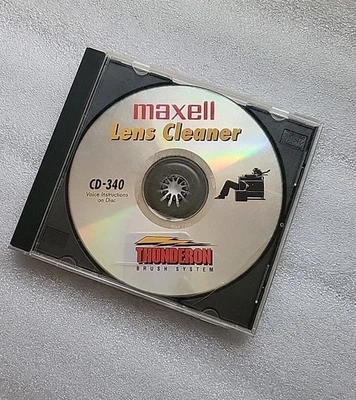 maxell
Lens Cleaner
CD-340
Voice Instructions
on Disc
THUNDERON
BRUSH SYSTEM